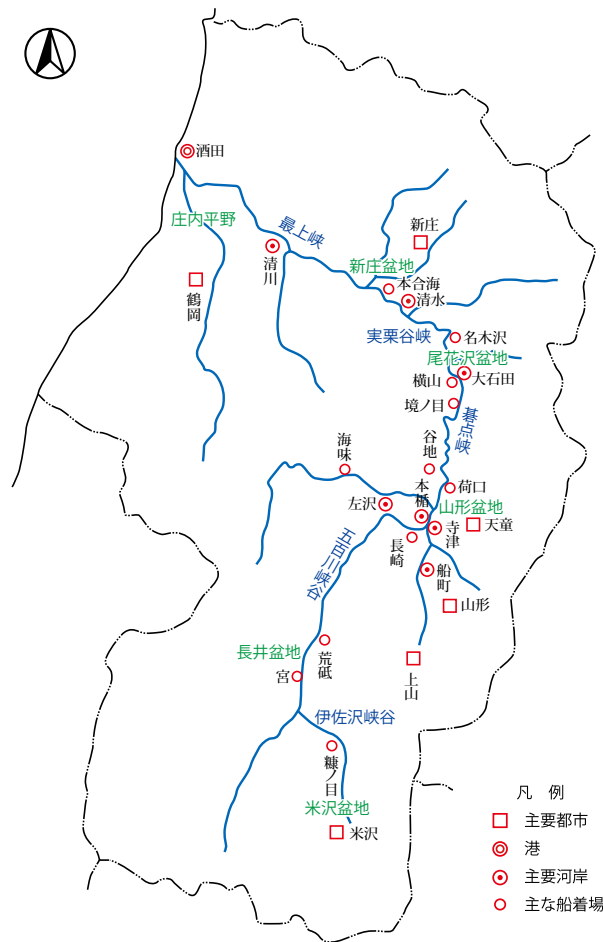 酒田
庄内平野
最上峡
新庄
鶴岡
清川
新庄盆地
本合海
清水
実栗谷峡
名木沢
尾花沢盆地
横山
大石田
境ノ目
碁点峡
海味
谷地
本楯
荷口
左沢
山形盆地
天童
寺津
長崎
五百川峡谷
船町
山形
長井盆地
荒砥
宮
上山
伊佐沢峡谷
糠ノ目
米沢盆地
米沢
凡 例
主要都市
港
主要河岸
主な船着場